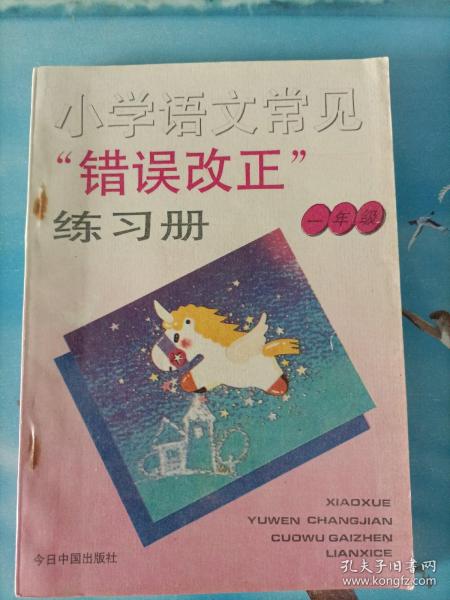 小学语文常见
“错误改正”
练习册
一年级
XIAOXUE
YUWEN CHANGJIAN
CUOWU GAIZHEN
LIANXICE
今日中国出版社
孔夫子旧书网
www.kongfz.com